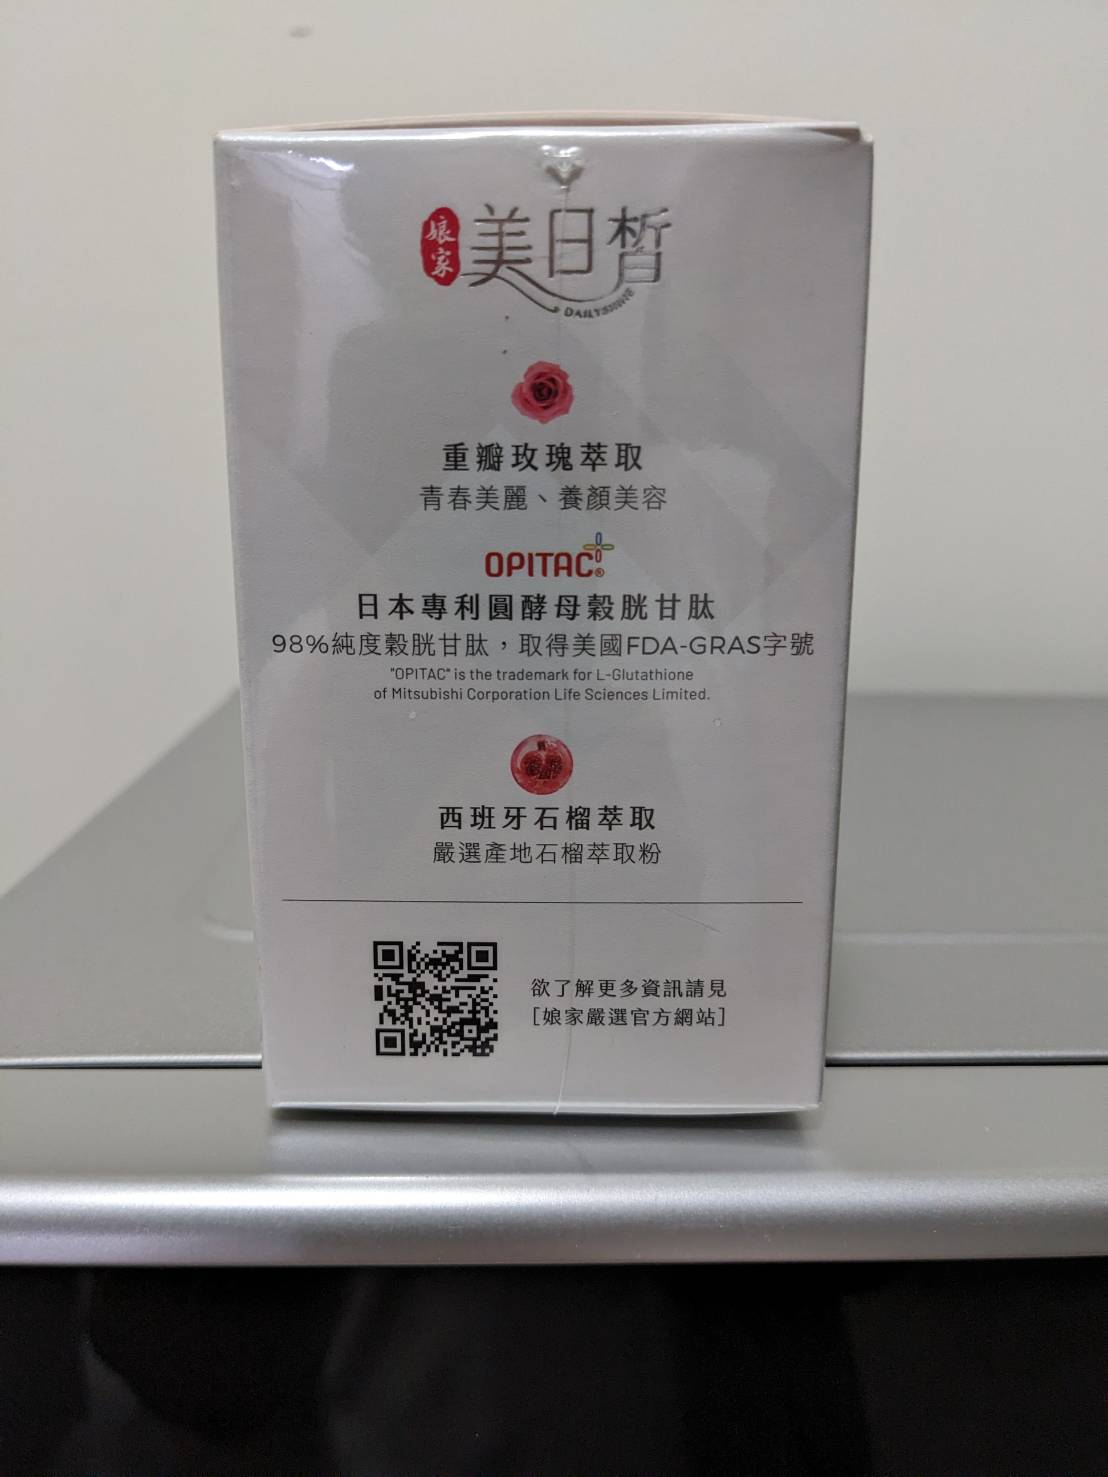 娘家 美日皙
DAILYSHINE
重瓣玫瑰萃取
青春美麗、養顏美容
OPITAC®
日本專利圓酵母穀胱甘肽
98%純度穀胱甘肽，取得美國FDA-GRAS字號
"OPITAC" is the trademark for L-Glutathione
of Mitsubishi Corporation Life Sciences Limited.
西班牙石榴萃取
嚴選產地石榴萃取粉
欲了解更多資訊請見
[娘家嚴選官方網站]